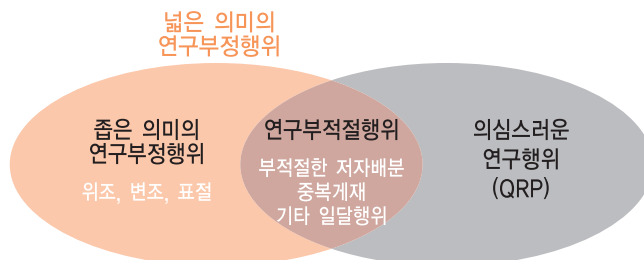 넓은 의미의
연구부정행위
좁은 의미의
연구부정행위
위조, 변조, 표절
연구부적절행위
부적절한 저자배분
중복게재
기타 일달행위
의심스러운
연구행위
(QRP)